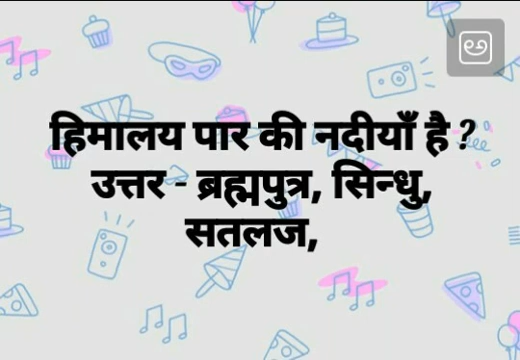 हिमालय पार की नदीयाँ है ?
उत्तर - ब्रह्मपुत्र, सिन्धु,
सतलज,